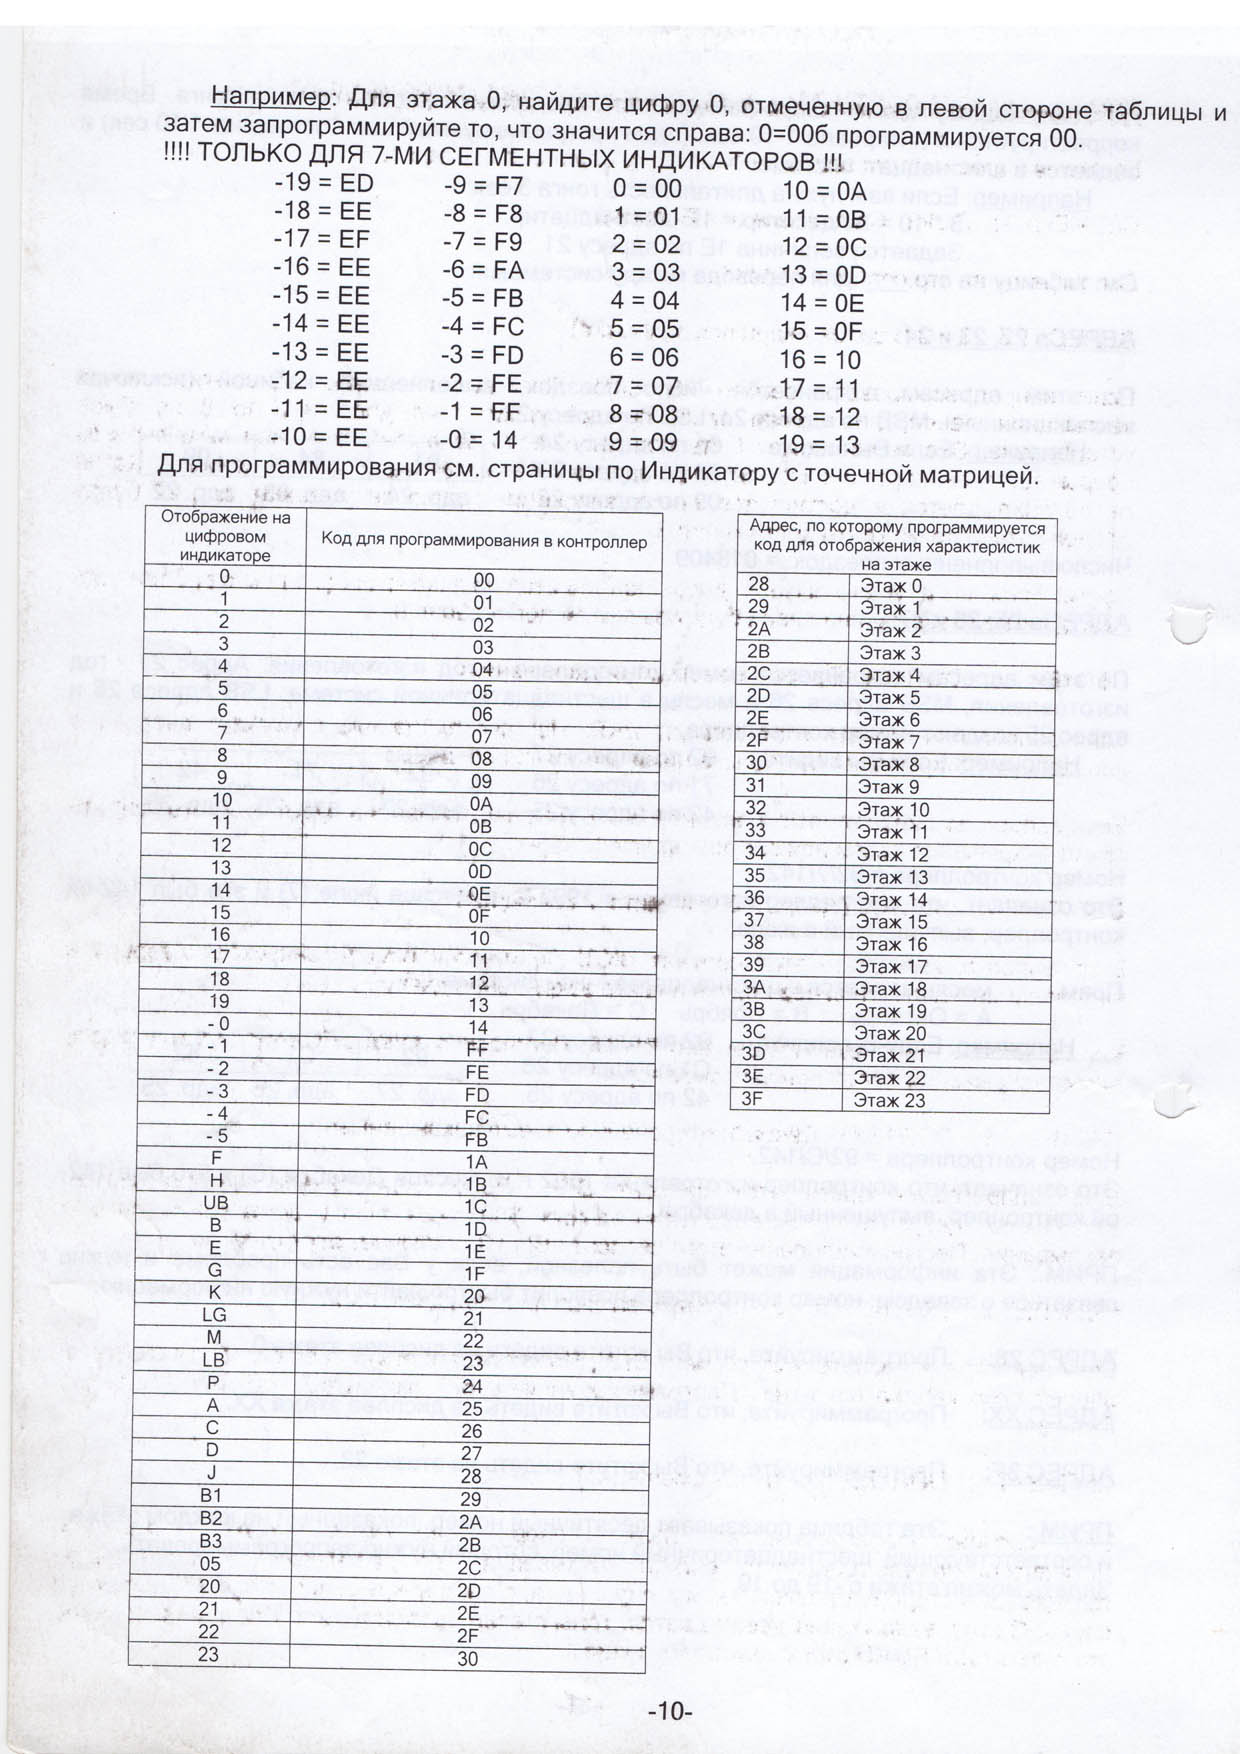 Например: Для этажа 0, найдите цифру 0, отмеченную в левой стороне таблицы и
затем запрограммируйте то, что значится справа: 0=00б программируется 00
!!!! ТОЛЬКО ДЛЯ 7-МИ СЕГМЕНТНЫХ ИНДИКАТОРОВ !!!!
-19 = ED -9 = F7 0 = 00 10 = 0A
-18 = EE -8 = F8 1 = 01 11 = 0B
-17 = EF -7 = F9 2 = 02 12 = 0C
-16 = EE -6 = FA 3 = 03 13 = 0D
-15 = EE -5 = FB 4 = 04 14 = 0E
-14 = EE -4 = FC 5 = 05 15 = 0F
-13 = EE -3 = FD 6 = 06 16 = 10
-12 = EE -2 = FE 7 = 07 17 = 11
-11 = EE -1 = FF 8 = 08 18 = 12
-10 = EE -0 = 14 9 = 09 19 = 13
Для программирования см. страницы по Индикатору с точечной матрицей.
Отображение на
цифровом
индикаторе
Код для программирования в контроллер
0 00
1 01
2 02
3 03
4 04
5 05
6 06
7 07
8 08
9 09
10 0A
11 0B
12 0C
13 0D
14 0E
15 0F
16 10
17 11
18 12
19 13
- 0 14
- 1 FF
- 2 FE
- 3 FD
- 4 FC
- 5 FB
F 1A
H 1B
UB 1C
B 1D
E 1E
G 1F
K 20
LG 21
M 22
LB 23
P 24
A 25
C 26
D 27
J 28
B1 29
B2 2A
B3 2B
05 2C
20 2D
21 2E
22 2F
23 30
Адрес, по которому программируется
код для отображения характеристик
на этаже
28 Этаж 0
29 Этаж 1
2A Этаж 2
2B Этаж 3
2C Этаж 4
2D Этаж 5
2E Этаж 6
2F Этаж 7
30 Этаж 8
31 Этаж 9
32 Этаж 10
33 Этаж 11
34 Этаж 12
35 Этаж 13
36 Этаж 14
37 Этаж 15
38 Этаж 16
39 Этаж 17
3A Этаж 18
3B Этаж 19
3C Этаж 20
3D Этаж 21
3E Этаж 22
3F Этаж 23
-10-